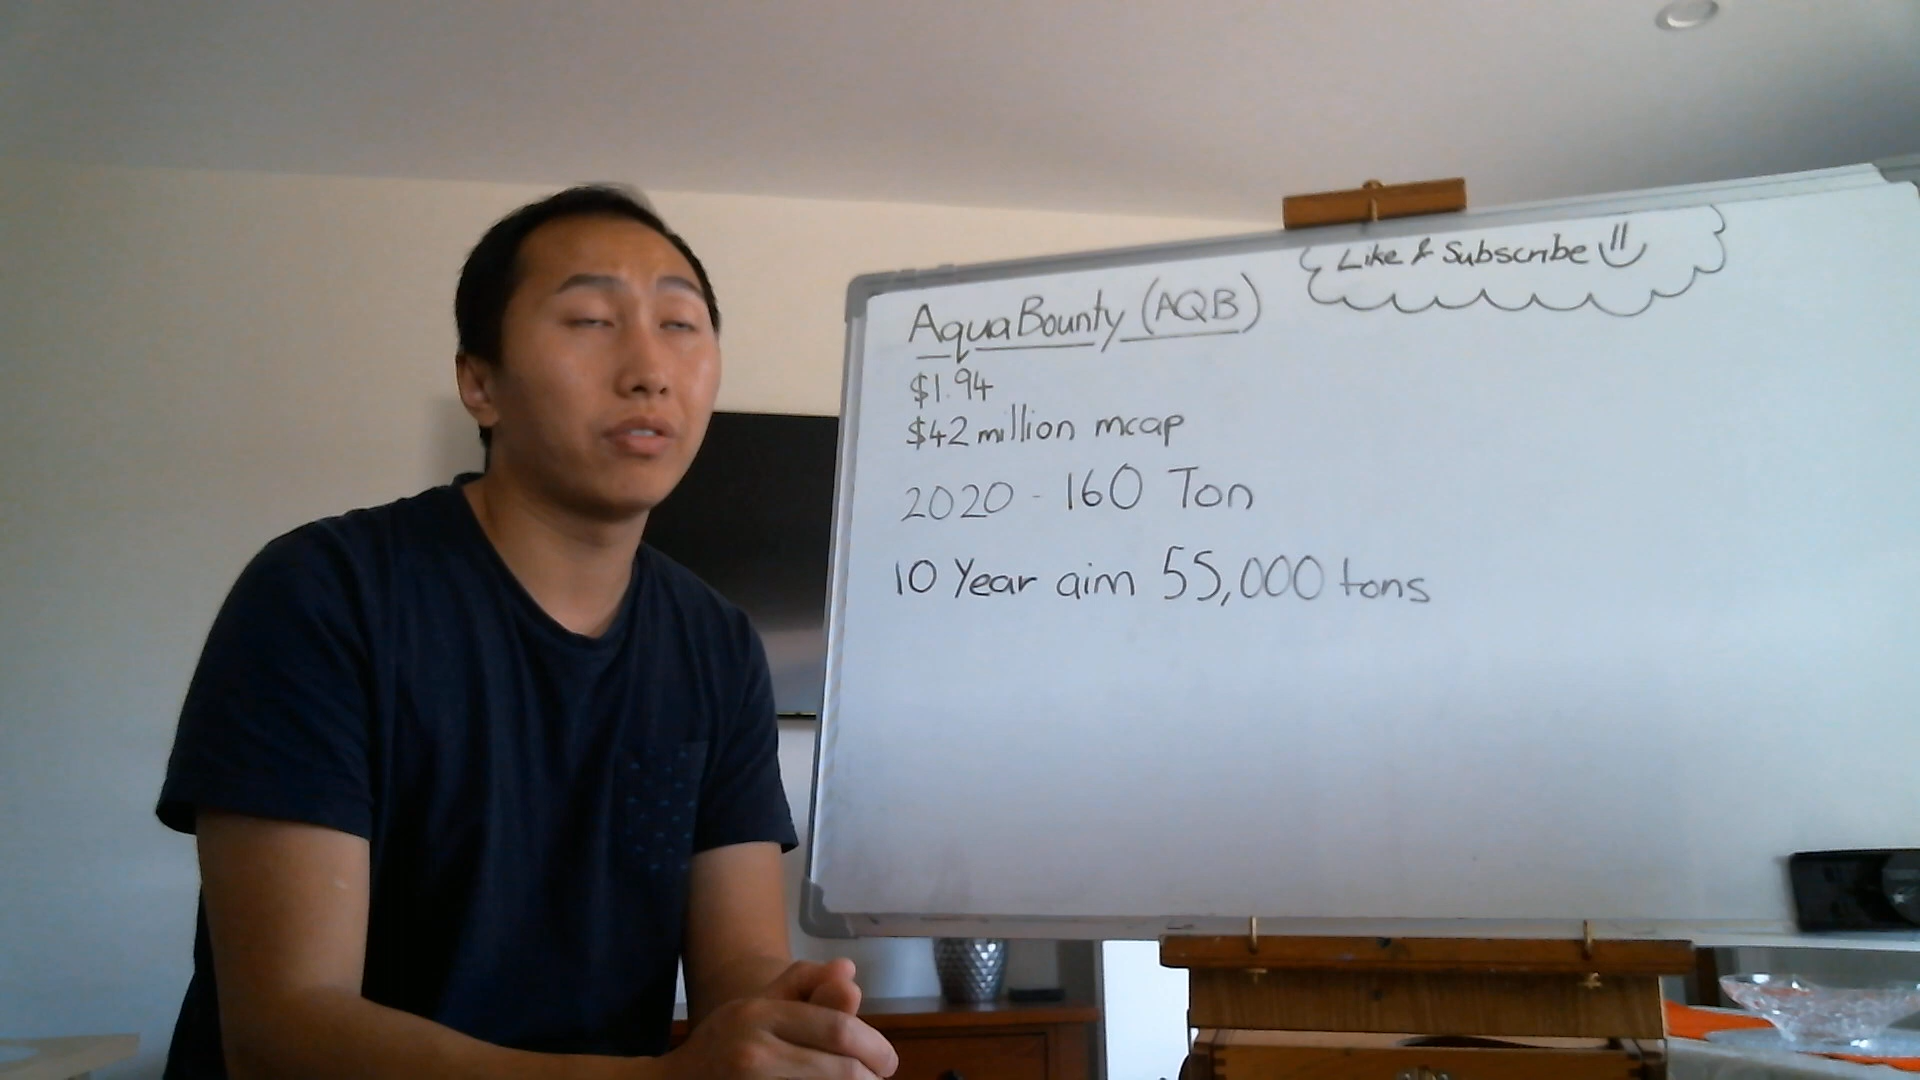 Like & Subscribe
AquaBounty (AQB)
$1.94
$42 million mcap
2020 - 160 Ton
10 Year aim 55,000 tons